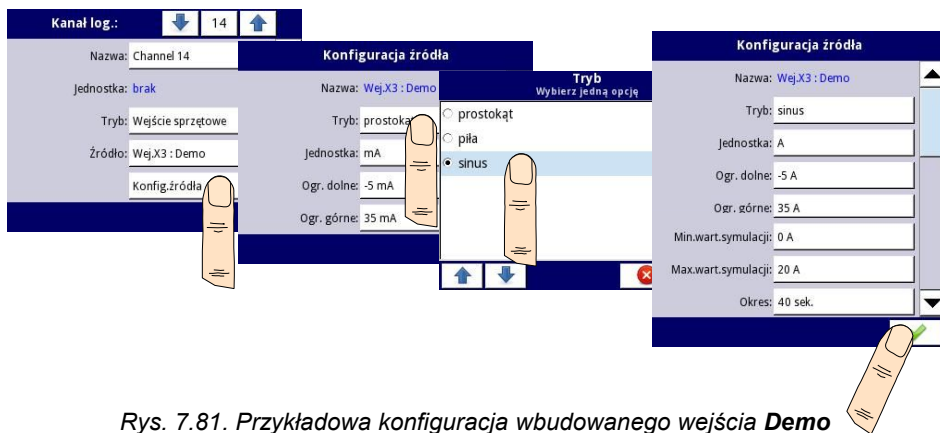 Kanał log.: 14
Nazwa: Channel 14
Jednostka: brak
Tryb: Wejście sprzętowe
Źródło: Wej.X3 : Demo
Konfig.źródła
Konfiguracja źródła
Nazwa: Wej.X3 : Demo
Tryb:
Jednostka: mA
Ogr. dolne: -5 mA
Ogr. górne: 35 mA
Tryb
Wybierz jedną opcję
prostokąt
piła
sinus
Konfiguracja źródła
Nazwa: Wej.X3 : Demo
Tryb: sinus
Jednostka: A
Ogr. dolne: -5 A
Ogr. górne: 35 A
Min.wart.symulacji: 0 A
Max.wart.symulacji: 20 A
Okres: 40 sek.
Rys. 7.81. Przykładowa konfiguracja wbudowanego wejścia Demo